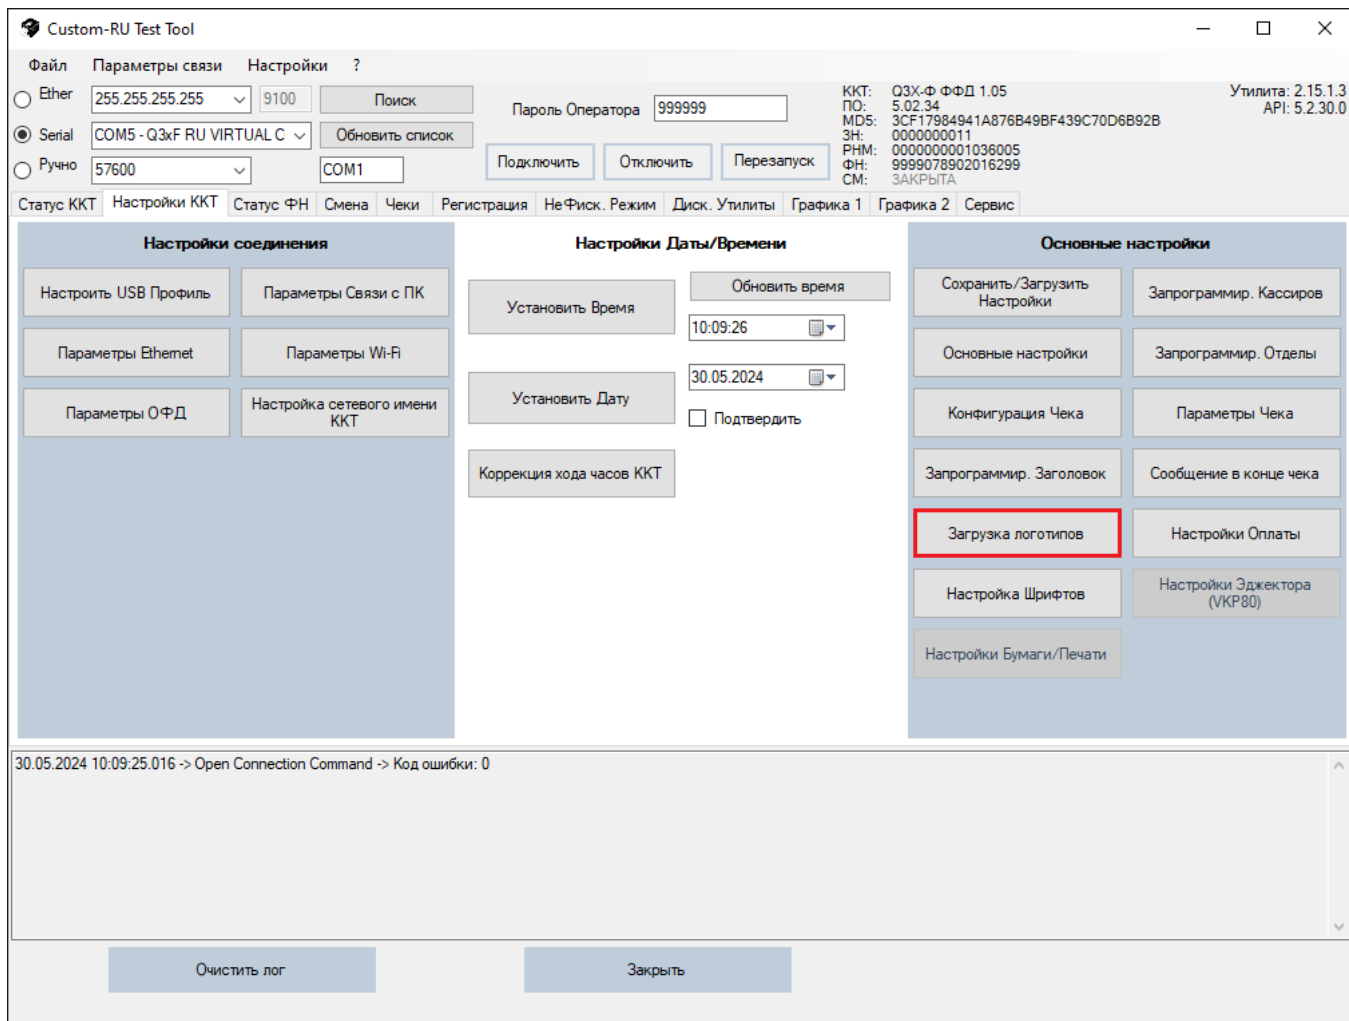 Custom-RU Test Tool
Файл Параметры связи Настройки ?
Ether 255.255.255.255 9100 Поиск
Serial COM5 - Q3xF RU VIRTUAL C Обновить список
Ручно 57600 COM1
Пароль Оператора 999999
Подключить Отключить Перезапуск
ККТ: Q3X-Ф ФФД 1.05
ПО: 5.02.34
MD5: 3CF17984941A876B49BF439C70D6B92B
ЗН: 0000000011
РНМ: 0000000001036005
ФН: 9999078902016299
СМ: ЗАКРЫТА
Утилита: 2.15.1.3
API: 5.2.30.0
Статус ККТ Настройки ККТ Статус ФН Смена Чеки Регистрация НеФиск. Режим Диск. Утилиты Графика 1 Графика 2 Сервис
Настройки соединения
Настроить USB Профиль Параметры Связи с ПК
Параметры Ethernet Параметры Wi-Fi
Параметры ОФД Настройка сетевого имени
ККТ
Настройки Даты/Времени
Обновить время
Установить Время
10:09:26
30.05.2024
Установить Дату
Подтвердить
Коррекция хода часов ККТ
Основные настройки
Сохранить/Загрузить
Настройки
Запрограммир. Кассиров
Основные настройки Запрограммир. Отделы
Конфигурация Чека Параметры Чека
Запрограммир. Заголовок Сообщение в конце чека
Загрузка логотипов Настройки Оплаты
Настройка Шрифтов
Настройки Эджектора
(VKP80)
Настройки Бумаги/Печати
30.05.2024 10:09:25.016 -> Open Connection Command -> Код ошибки: 0
Очистить лог Закрыть